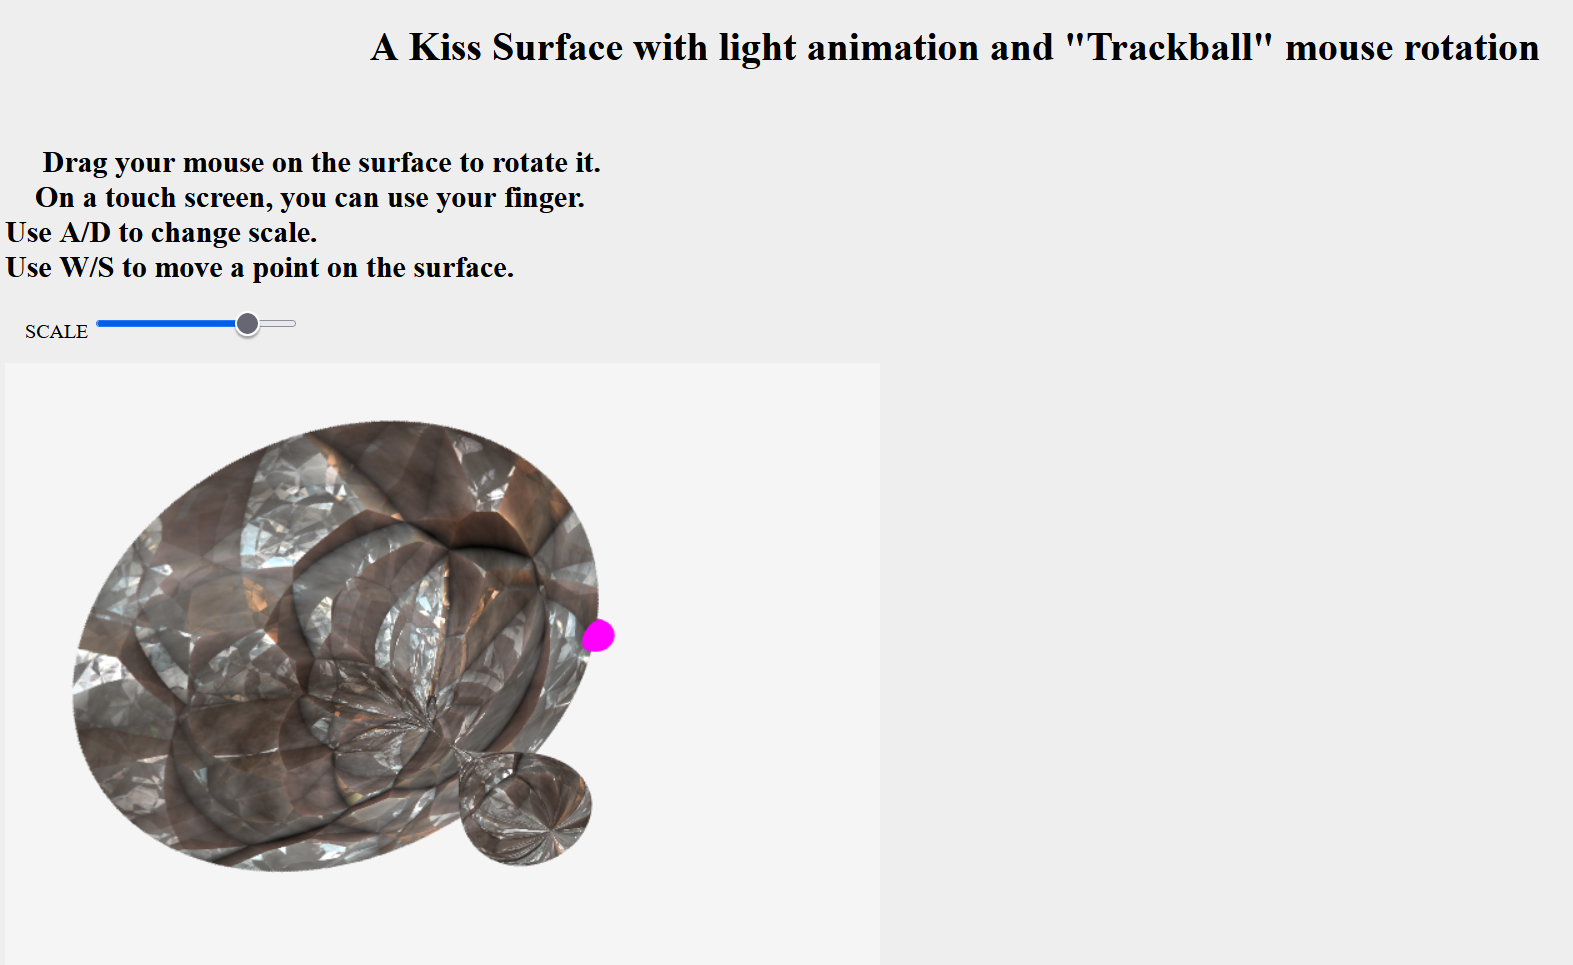 A Kiss Surface with light animation and "Trackball" mouse rotation
Drag your mouse on the surface to rotate it.
On a touch screen, you can use your finger.
Use A/D to change scale.
Use W/S to move a point on the surface.
SCALE